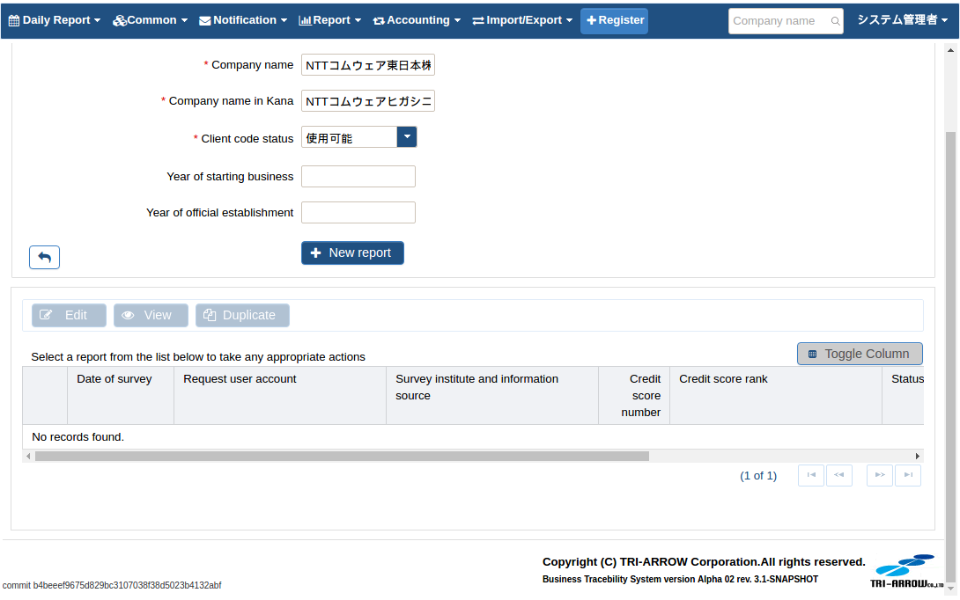 Daily Report Common Notification Report Accounting Import/Export Register Company name システム管理者
* Company name NTTコムウェア東日本株
* Company name in Kana NTTコムウェアヒガシニ
* Client code status 使用可能
Year of starting business
Year of official establishment
New report
Edit View Duplicate
Toggle Column
Select a report from the list below to take any appropriate actions
Date of survey Request user account Survey institute and information source Credit score number Credit score rank Status
No records found.
(1 of 1)
Copyright (C) TRI-ARROW Corporation.All rights reserved.
Business Tracebility System version Alpha 02 rev. 3.1-SNAPSHOT
TRI-ARROW Co.,LTD
commit b4beeef9675d829bc3107038f38d5023b4132abf